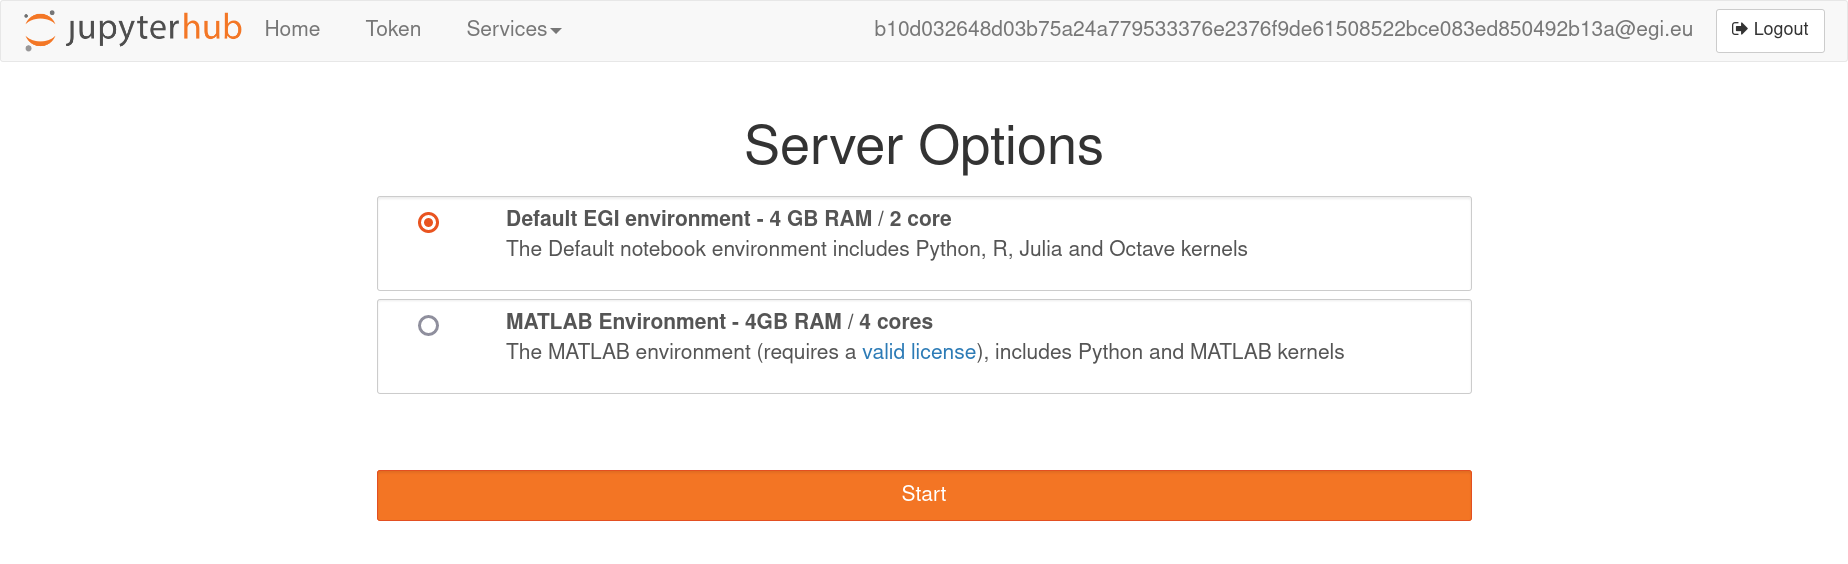 jupyterhub Home Token Services b10d032648d03b75a24a779533376e2376f9de61508522bce083ed850492b13a@egi.eu Logout
Server Options
Default EGI environment - 4 GB RAM / 2 core
The Default notebook environment includes Python, R, Julia and Octave kernels
MATLAB Environment - 4GB RAM / 4 cores
The MATLAB environment (requires a valid license), includes Python and MATLAB kernels
Start